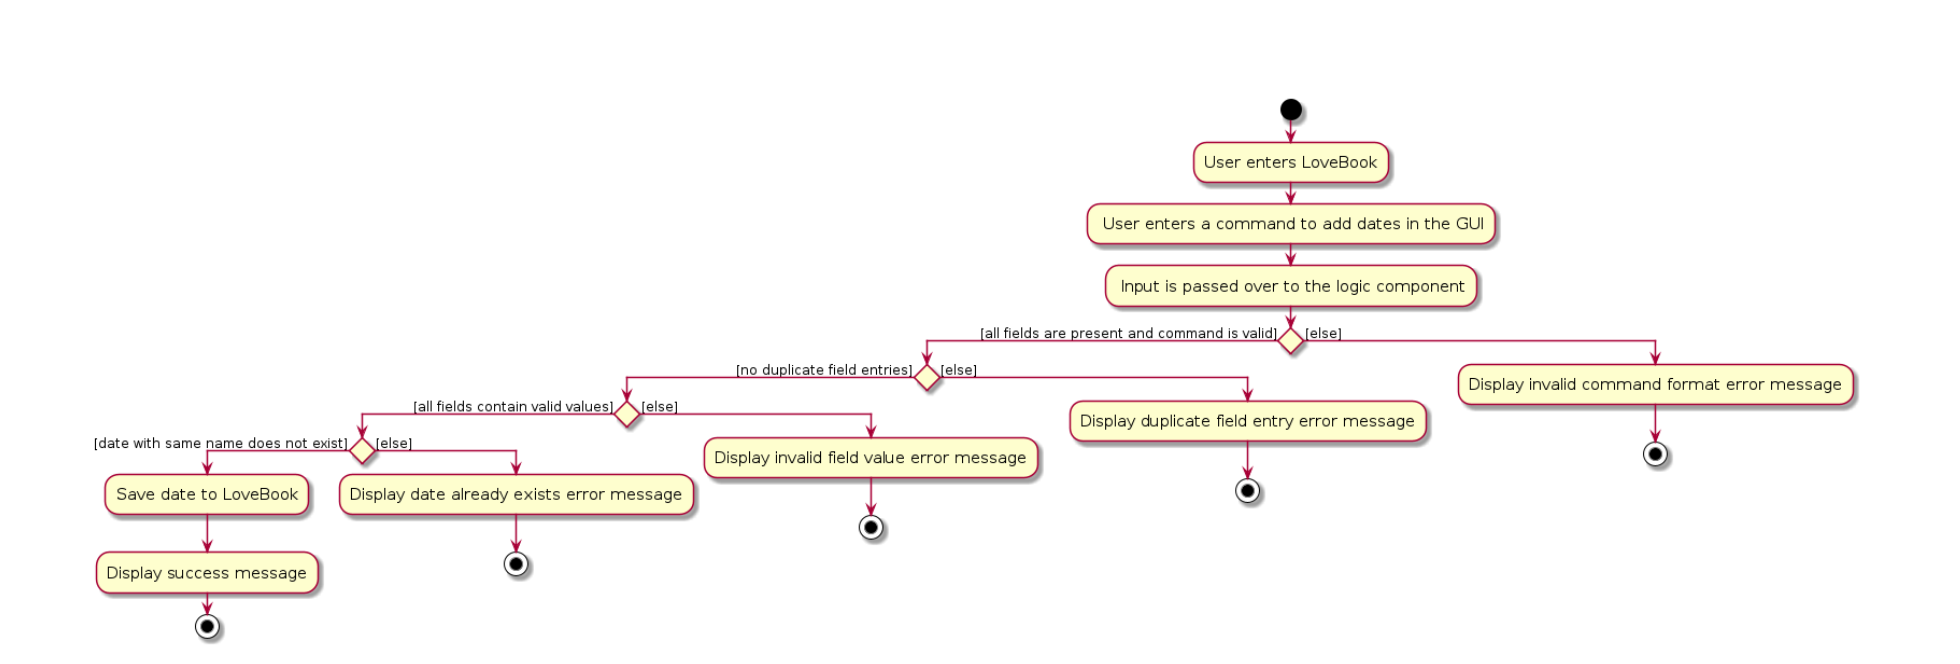 User enters LoveBook
User enters a command to add dates in the GUI
Input is passed over to the logic component
[all fields are present and command is valid]
[else]
[no duplicate field entries]
[else]
Display invalid command format error message
[all fields contain valid values]
[else]
Display duplicate field entry error message
[date with same name does not exist]
[else]
Display invalid field value error message
Save date to LoveBook
Display date already exists error message
Display success message